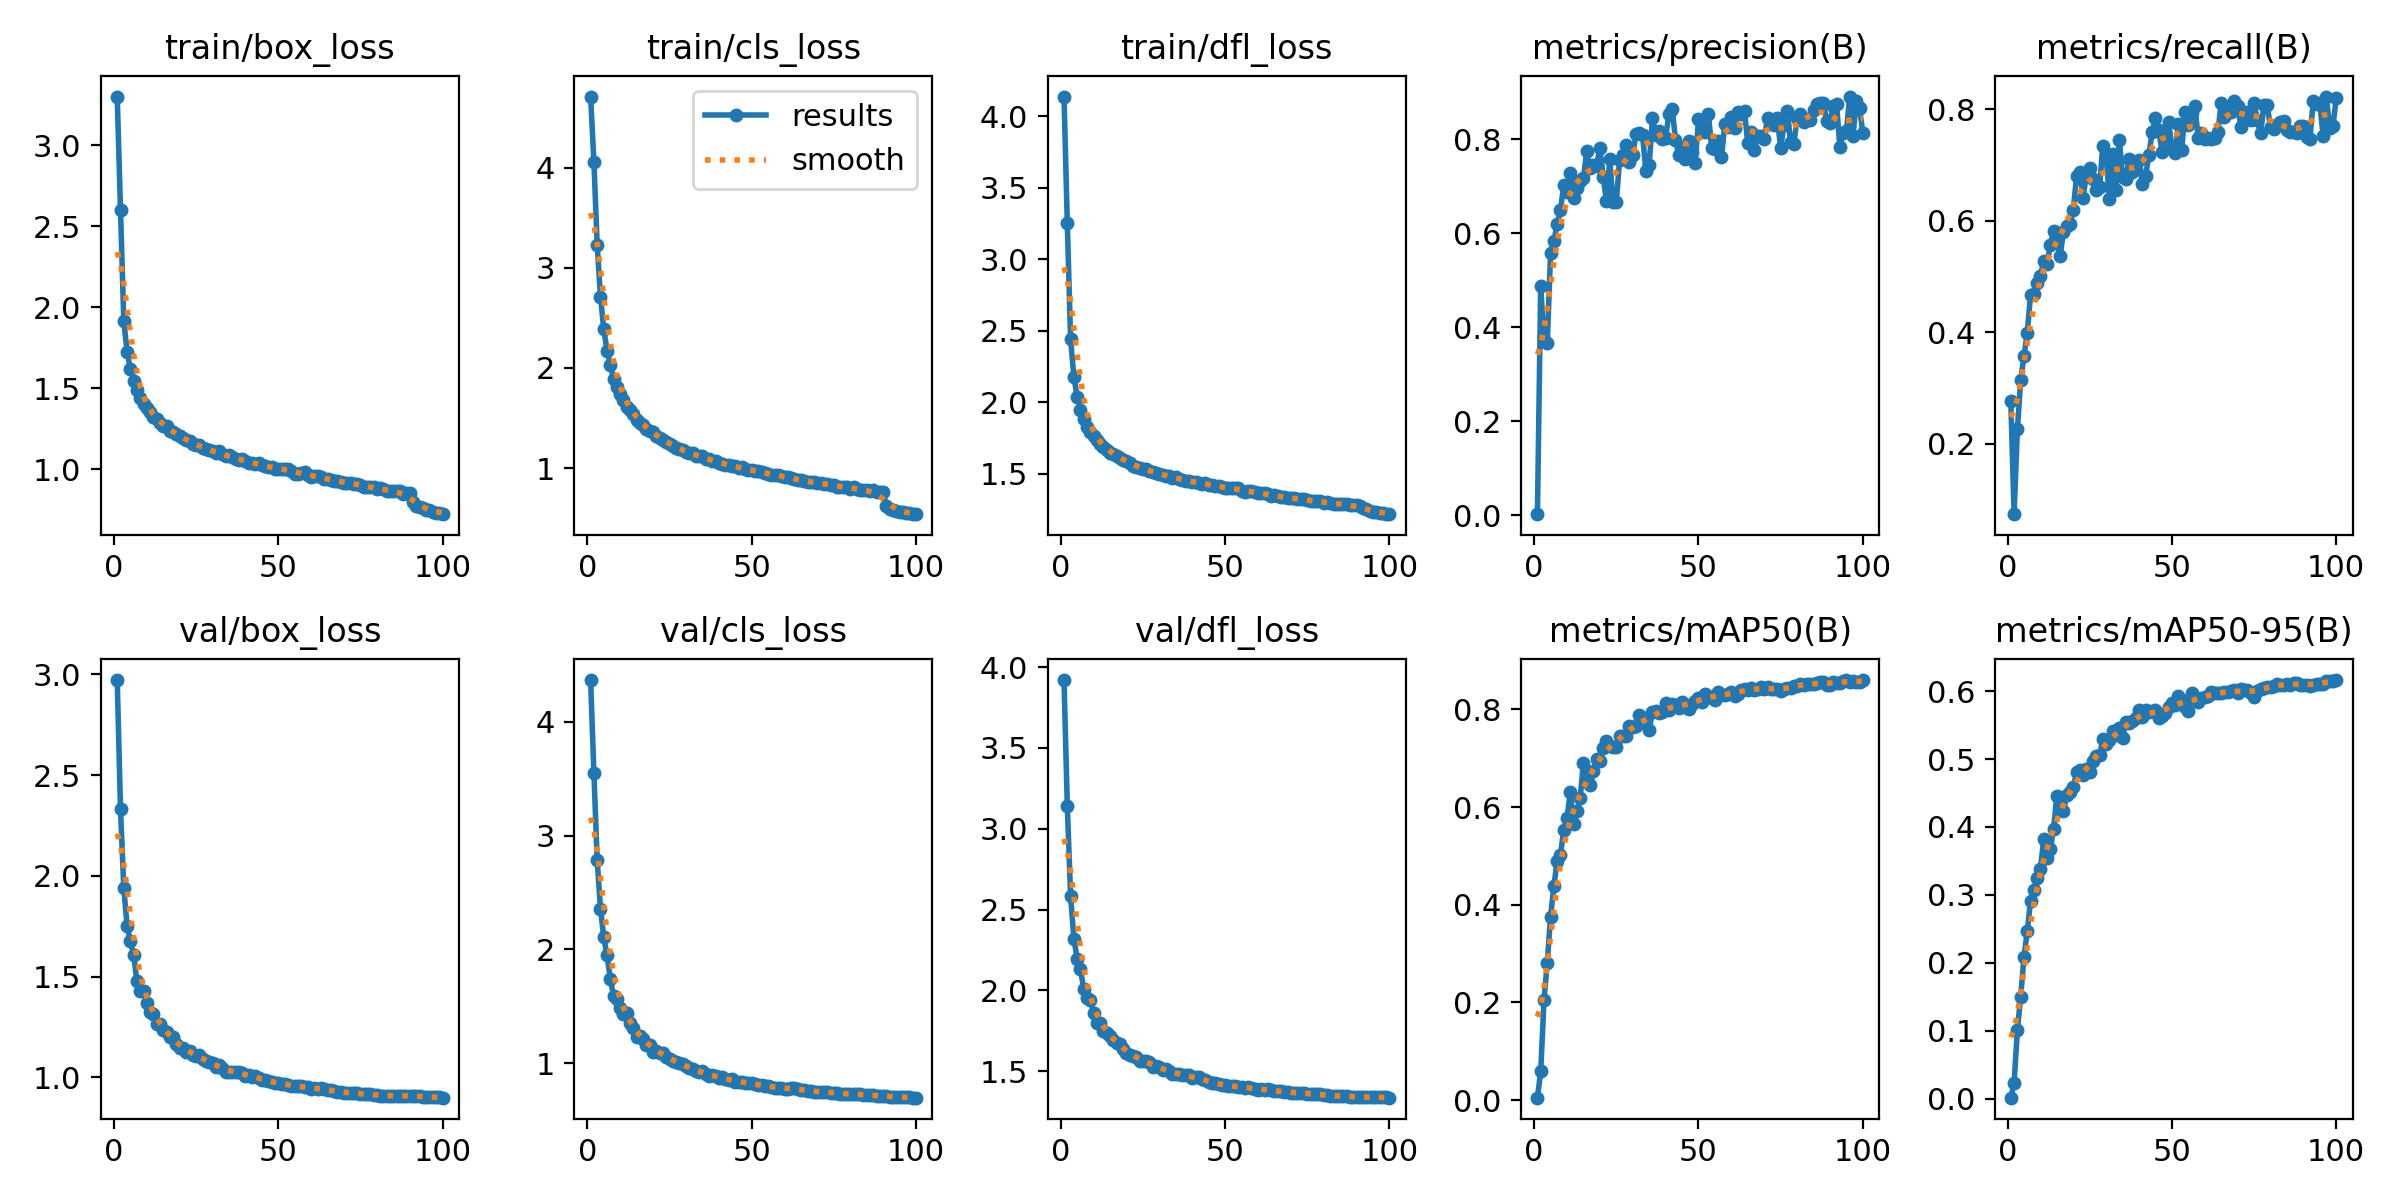 train/box_loss
3.0
2.5
2.0
1.5
1.0
0 50 100
train/cls_loss
results
smooth
4
3
2
1
0 50 100
train/dfl_loss
4.0
3.5
3.0
2.5
2.0
1.5
0 50 100
metrics/precision(B)
0.8
0.6
0.4
0.2
0.0
0 50 100
metrics/recall(B)
0.8
0.6
0.4
0.2
0 50 100
val/box_loss
3.0
2.5
2.0
1.5
1.0
0 50 100
val/cls_loss
4
3
2
1
0 50 100
val/dfl_loss
4.0
3.5
3.0
2.5
2.0
1.5
0 50 100
metrics/mAP50(B)
0.8
0.6
0.4
0.2
0.0
0 50 100
metrics/mAP50-95(B)
0.6
0.5
0.4
0.3
0.2
0.1
0.0
0 50 100